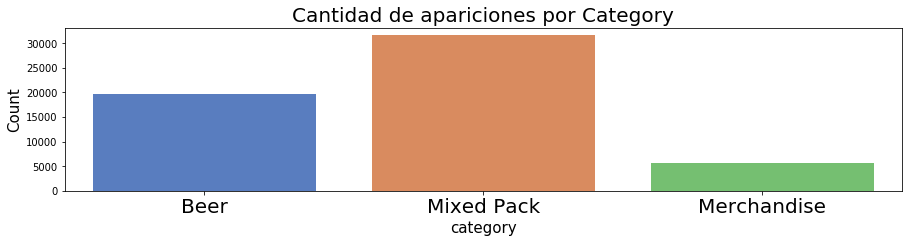 Cantidad de apariciones por Category
Count
30000
25000
20000
15000
10000
5000
0
Beer
Mixed Pack
Merchandise
category